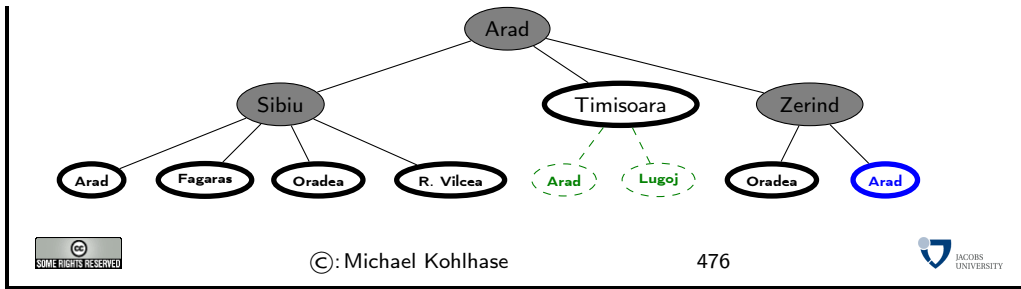 Arad
Sibiu Timisoara Zerind
Arad Fagaras Oradea R. Vilcea Arad Lugoj Oradea Arad
cc
SOME RIGHTS RESERVED
©: Michael Kohlhase 476
JACOBS
UNIVERSITY